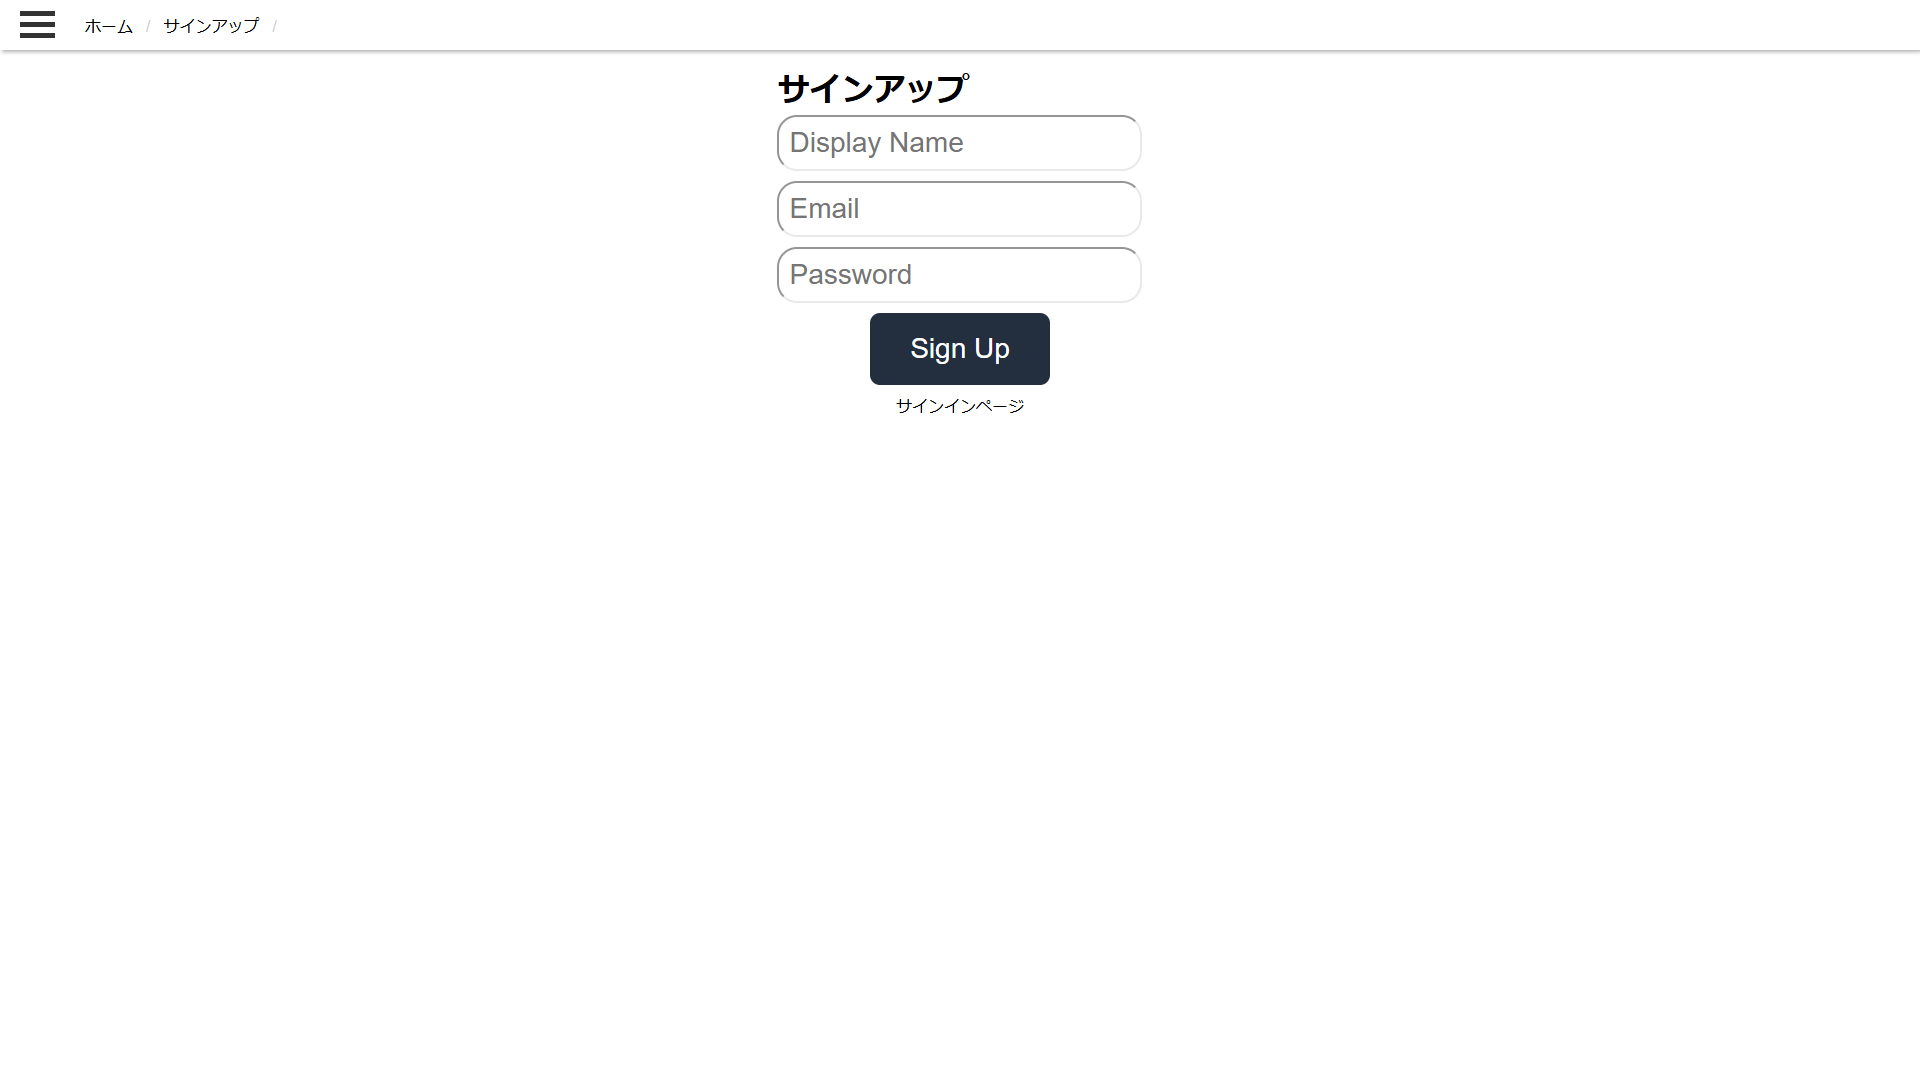 ホーム / サインアップ /
サインアップ
Display Name
Email
Password
Sign Up
サインインページ